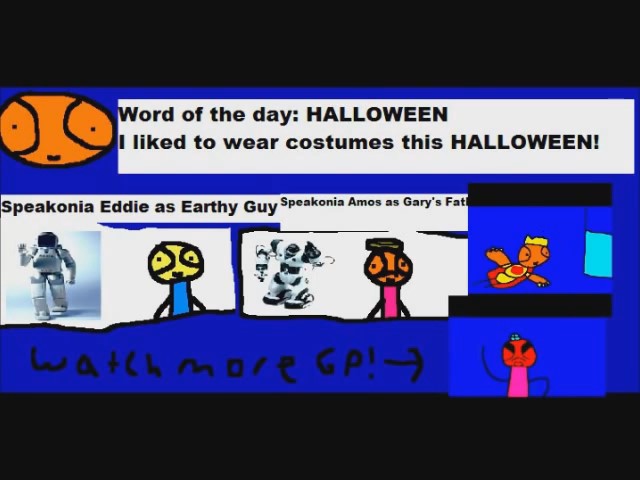 Word of the day: HALLOWEEN
I liked to wear costumes this HALLOWEEN!
Speakonia Eddie as Earthy Guy
Speakonia Amos as Gary's Fat
watch more GP!→